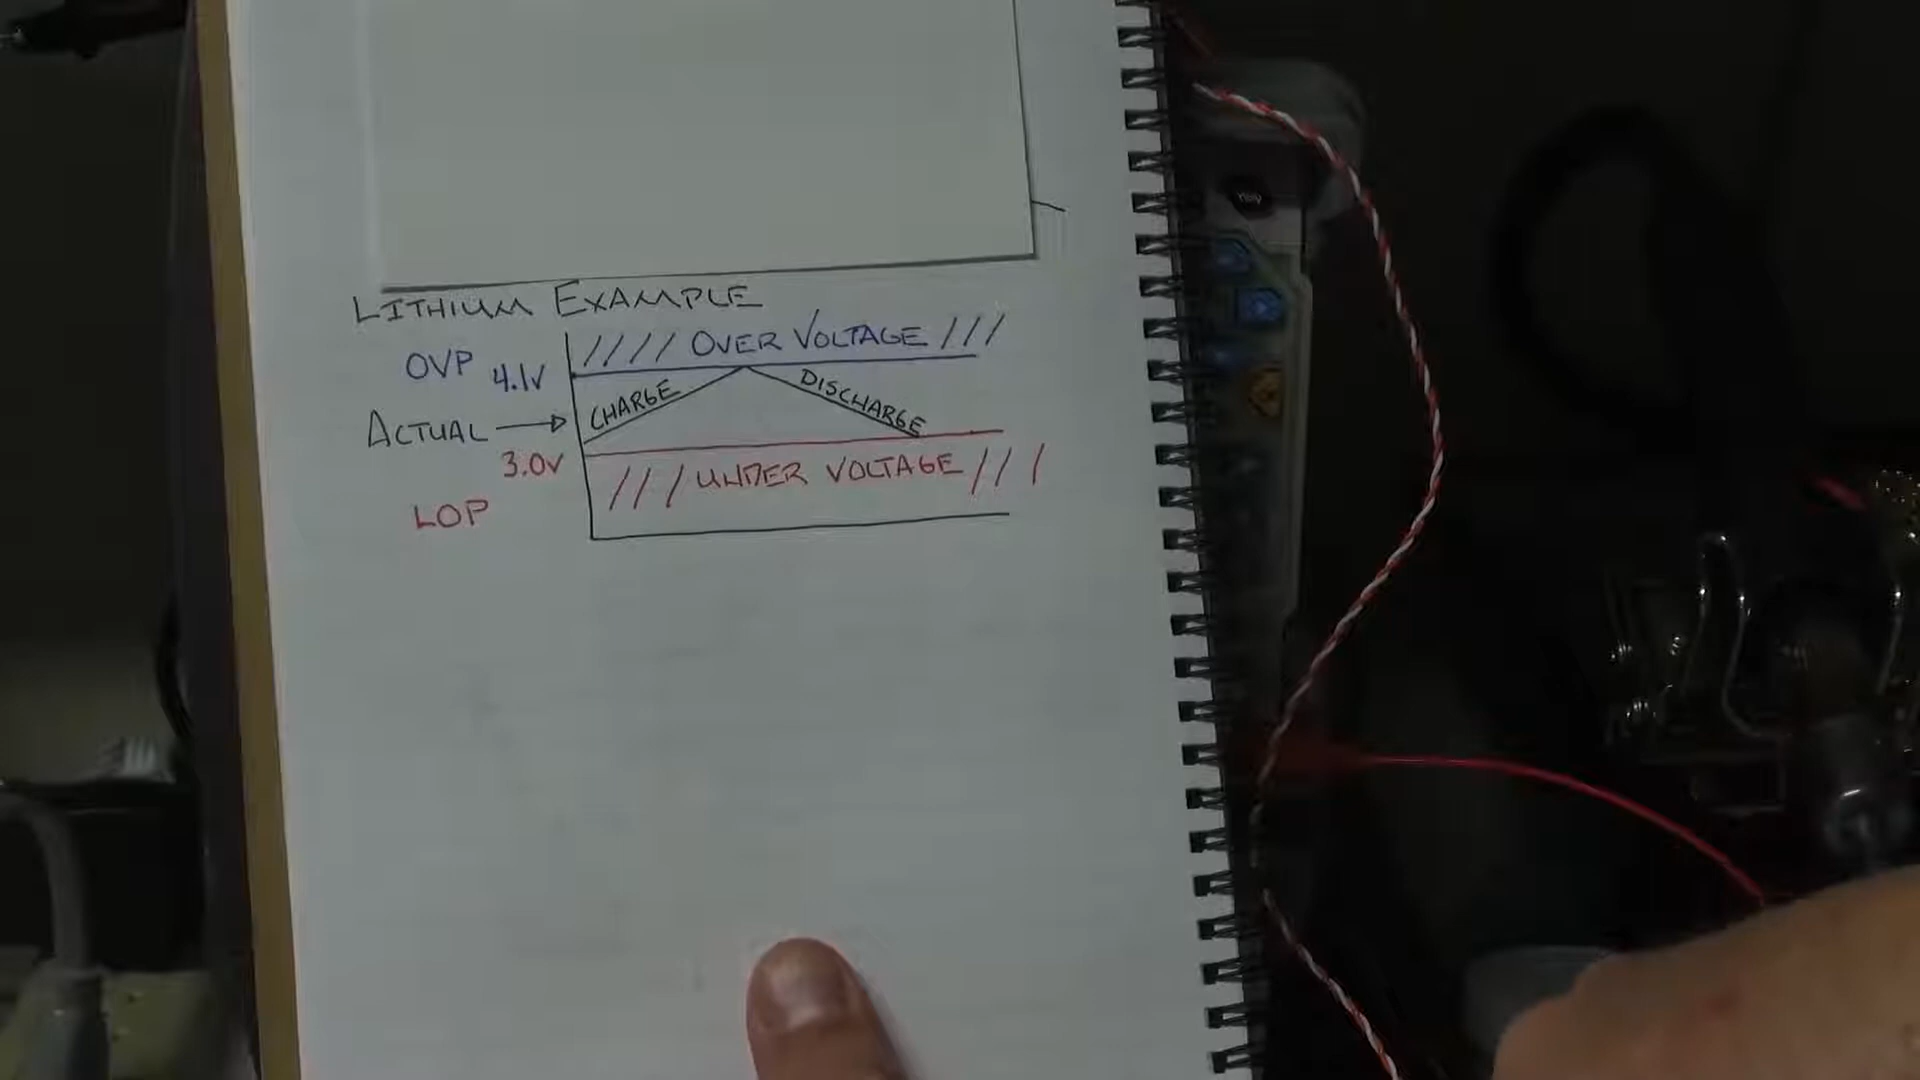 LITHIUM EXAMPLE
//// OVER VOLTAGE ///
OVP 4.1V
CHARGE DISCHARGE
ACTUAL →
3.0V
/// UNDER VOLTAGE ///
LOP